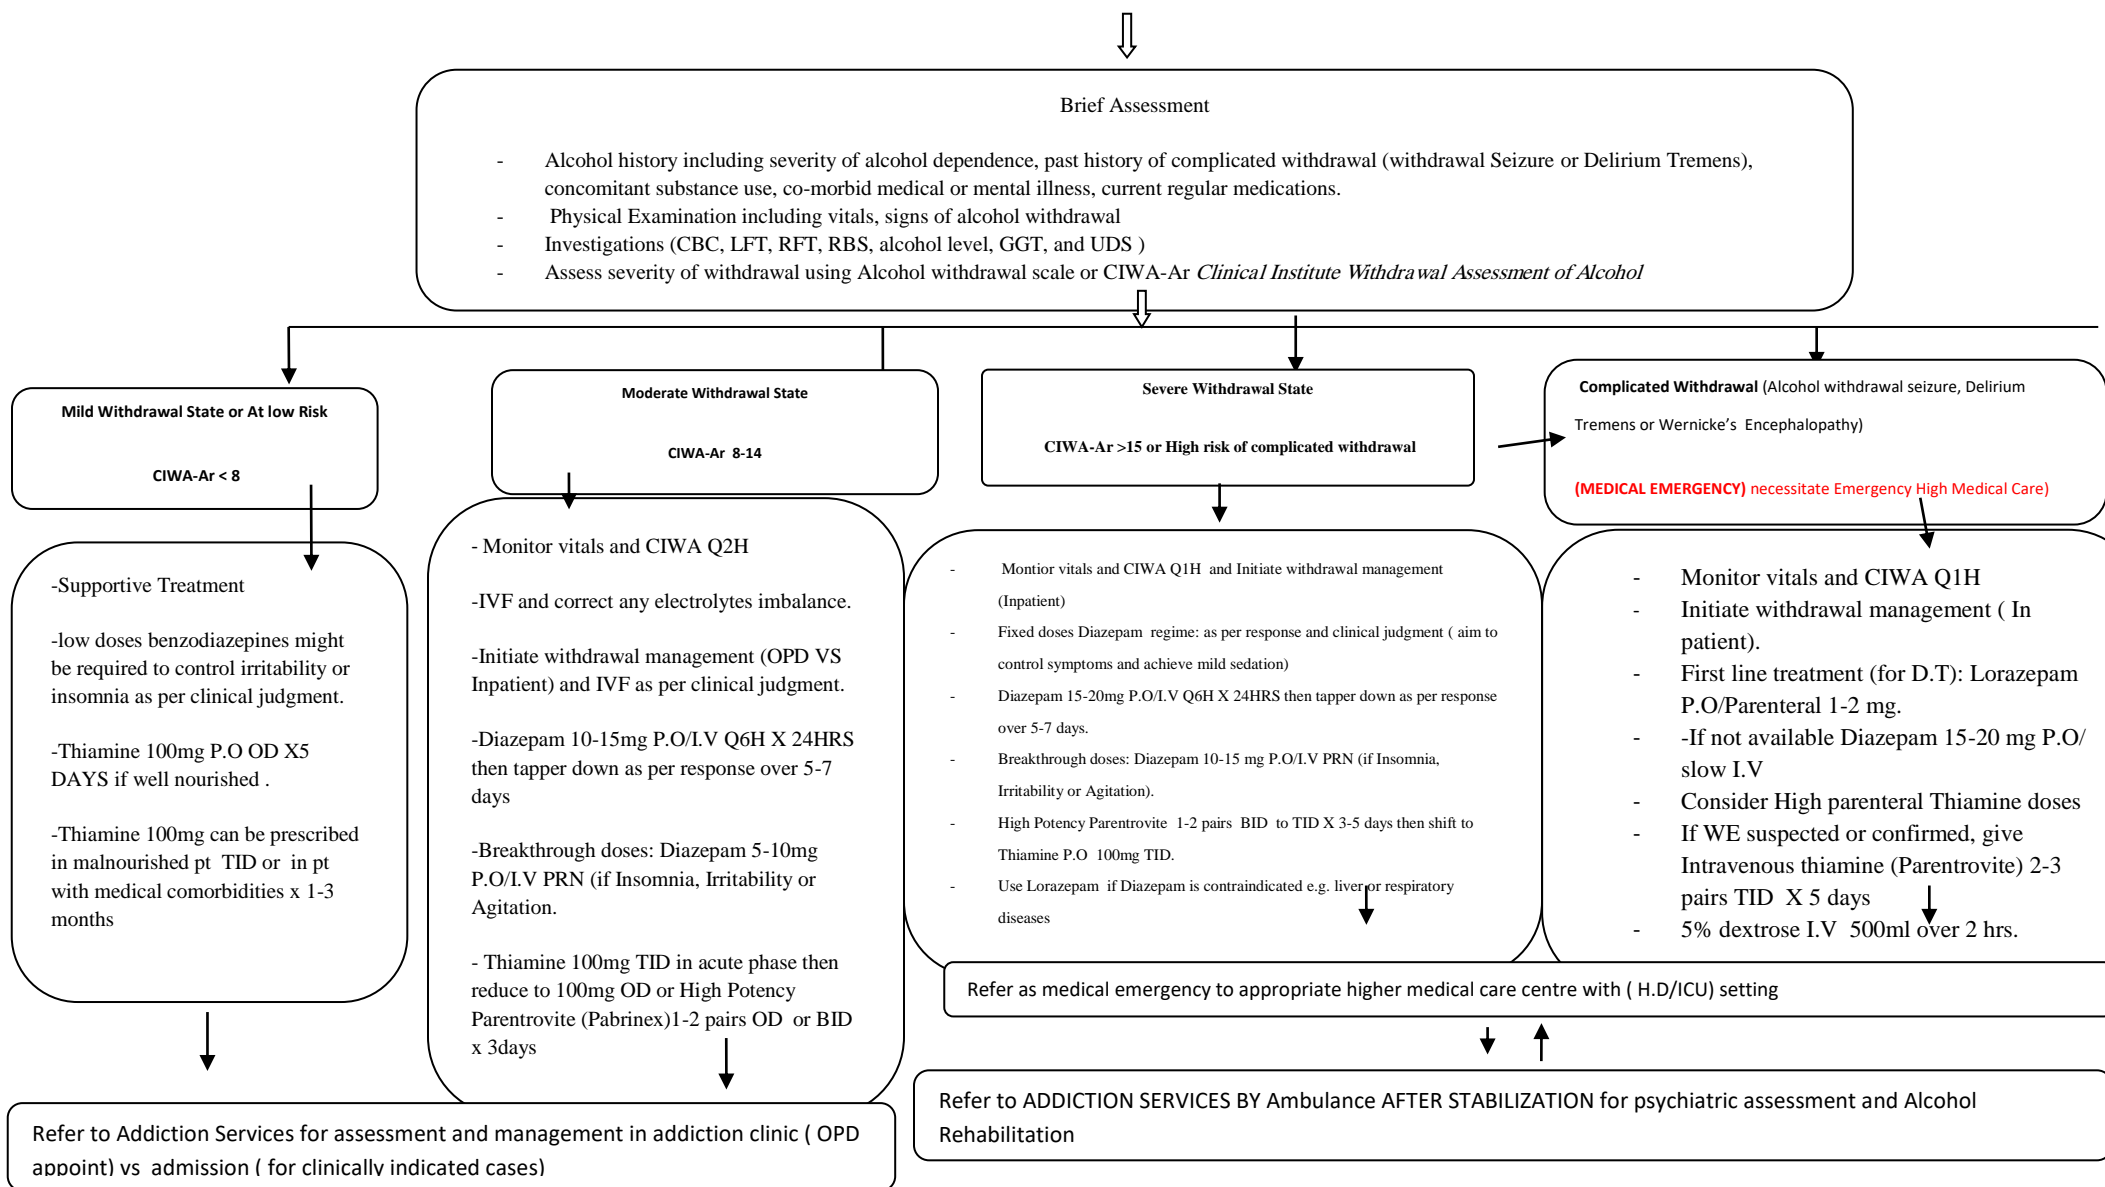 Brief Assessment
- Alcohol history including severity of alcohol dependence, past history of complicated withdrawal (withdrawal Seizure or Delirium Tremens),
concomitant substance use, co-morbid medical or mental illness, current regular medications.
- Physical Examination including vitals, signs of alcohol withdrawal
- Investigations (CBC, LFT, RFT, RBS, alcohol level, GGT, and UDS )
- Assess severity of withdrawal using Alcohol withdrawal scale or CIWA-Ar Clinical Institute Withdrawal Assessment of Alcohol
Mild Withdrawal State or At low Risk
CIWA-Ar < 8
-Supportive Treatment
-low doses benzodiazepines might
be required to control irritability or
insomnia as per clinical judgment.
-Thiamine 100mg P.O OD X5
DAYS if well nourished .
-Thiamine 100mg can be prescribed
in malnourished pt  TID or  in pt
with medical comorbidities x 1-3
months
Moderate Withdrawal State
CIWA-Ar  8-14
- Monitor vitals and CIWA Q2H
-IVF and correct any electrolytes imbalance.
-Initiate withdrawal management (OPD VS
Inpatient) and IVF as per clinical judgment.
-Diazepam 10-15mg P.O/I.V Q6H X 24HRS
then tapper down as per response over 5-7
days
-Breakthrough doses: Diazepam 5-10mg
P.O/I.V PRN (if Insomnia, Irritability or
Agitation.
- Thiamine 100mg TID in acute phase then
reduce to 100mg OD or High Potency
Parentrovite (Pabrinex)1-2 pairs OD  or BID
x 3days
Severe Withdrawal State
CIWA-Ar >15 or High risk of complicated withdrawal
- Montior vitals and CIWA Q1H  and Initiate withdrawal management
(Inpatient)
- Fixed doses Diazepam  regime: as per response and clinical judgment ( aim to
control symptoms and achieve mild sedation)
- Diazepam 15-20mg P.O/I.V Q6H X 24HRS then tapper down as per response
over 5-7 days.
- Breakthrough doses: Diazepam 10-15 mg P.O/I.V PRN (if Insomnia,
Irritability or Agitation).
- High Potency Parentrovite  1-2 pairs  BID  to TID X 3-5 days then shift to
Thiamine P.O  100mg TID.
- Use Lorazepam  if Diazepam is contraindicated e.g. liver or respiratory
diseases
Complicated Withdrawal (Alcohol withdrawal seizure, Delirium
Tremens or Wernicke’s  Encephalopathy)
(MEDICAL EMERGENCY) necessitate Emergency High Medical Care)
- Monitor vitals and CIWA Q1H
- Initiate withdrawal management ( In
patient).
- First line treatment (for D.T): Lorazepam
P.O/Parenteral 1-2 mg.
- -If not available Diazepam 15-20 mg P.O/
slow I.V
- Consider High parenteral Thiamine doses
- If WE suspected or confirmed, give
Intravenous thiamine (Parentrovite) 2-3
pairs TID  X 5 days
- 5% dextrose I.V  500ml over 2 hrs.
Refer as medical emergency to appropriate higher medical care centre with ( H.D/ICU) setting
Refer to ADDICTION SERVICES BY Ambulance AFTER STABILIZATION for psychiatric assessment and Alcohol
Rehabilitation
Refer to Addiction Services for assessment and management in addiction clinic ( OPD
appoint) vs  admission ( for clinically indicated cases)